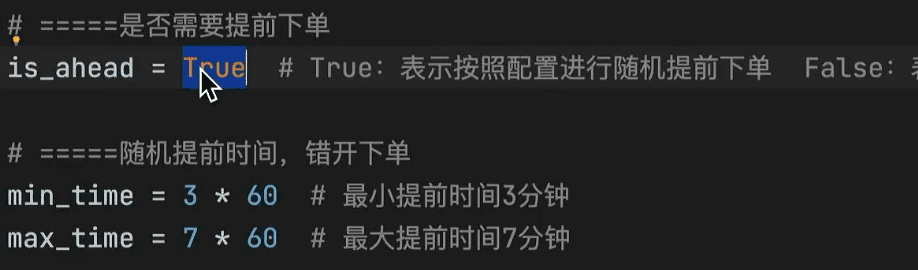 # =====是否需要提前下单
is_ahead = True  # True：表示按照配置进行随机提前下单  False：
# =====随机提前时间，错开下单
min_time = 3 * 60  # 最小提前时间3分钟
max_time = 7 * 60  # 最大提前时间7分钟